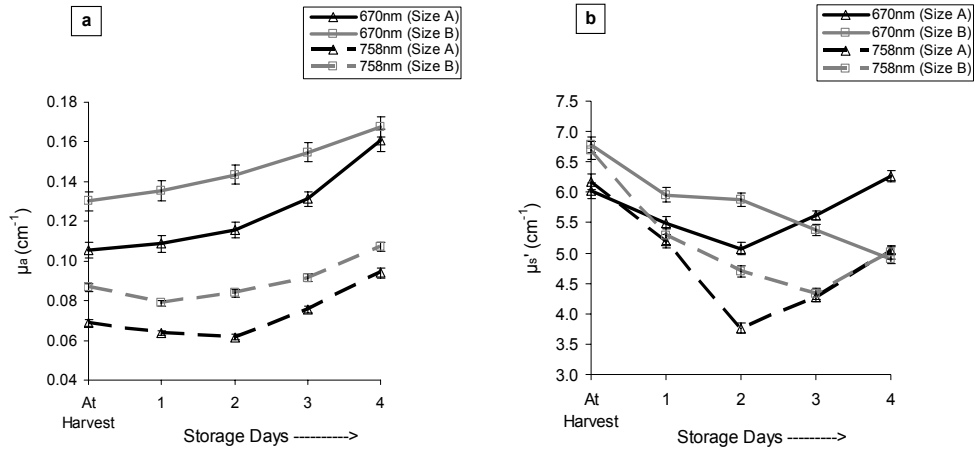 a
670nm (Size A)
670nm (Size B)
758nm (Size A)
758nm (Size B)
μa (cm-1)
0.18
0.16
0.14
0.12
0.10
0.08
0.06
0.04
At Harvest
1
2
3
4
Storage Days ---------->
b
670nm (Size A)
670nm (Size B)
758nm (Size A)
758nm (Size B)
μs' (cm-1)
7.5
7.0
6.5
6.0
5.5
5.0
4.5
4.0
3.5
3.0
At
Harvest
1
2
3
4
Storage Days ---------->